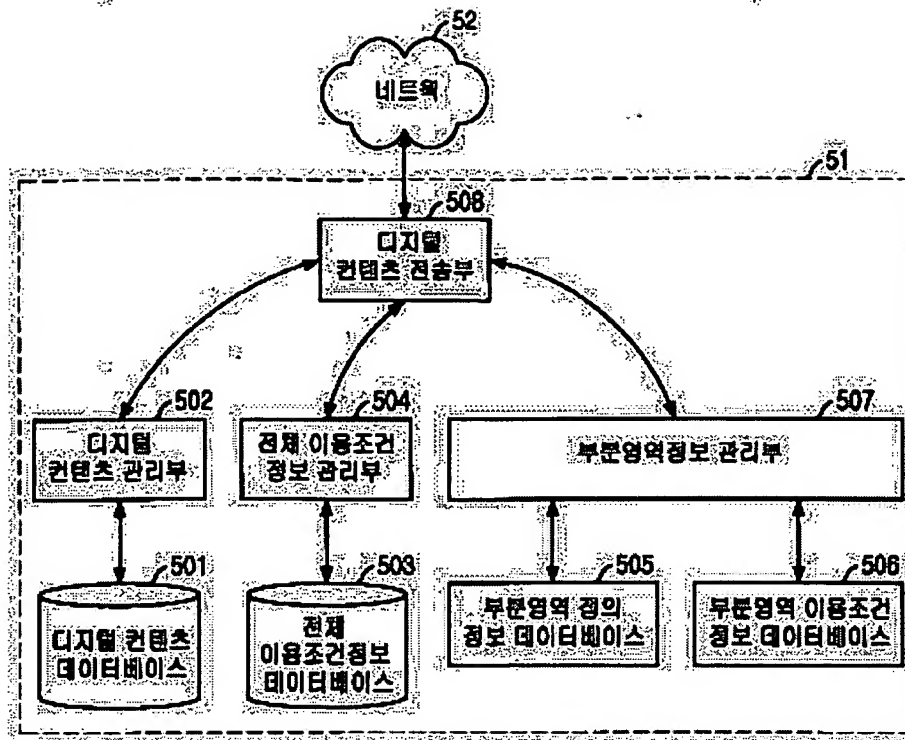 52
네트웍
51
508
디지털
컨텐츠 전송부
502
디지털
컨텐츠 관리부
504
전체 이용조건
정보 관리부
507
부분영역정보 관리부
501
디지털 컨텐츠
데이터베이스
503
전체
이용조건정보
데이터베이스
505
부분영역 정의
정보 데이터베이스
506
부분영역 이용조건
정보 데이터베이스